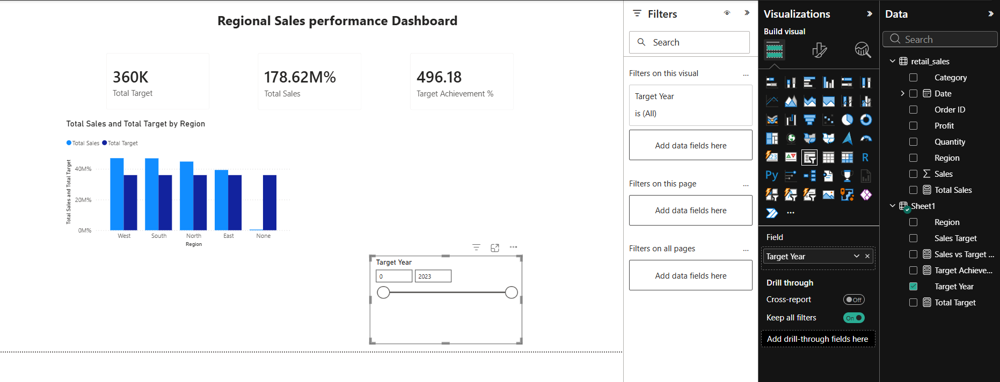 Regional Sales performance Dashboard
360K
Total Target
178.62M%
Total Sales
496.18
Target Achievement %
Total Sales and Total Target by Region
Total Sales Total Target
Total Sales and Total Target
40M%
20M%
0M%
West South North East None
Region
Target Year
0 2023
Filters
Search
Filters on this visual ...
Target Year
is (All)
Add data fields here
Filters on this page ...
Add data fields here
Filters on all pages ...
Add data fields here
Visualizations
Build visual
123
R
Py
...
Field
Target Year
Drill through
Cross-report Off
Keep all filters On
Add drill-through fields here
Data
Search
retail_sales
Category
Date
Order ID
Profit
Quantity
Region
Sales
Total Sales
Sheet1
Region
Sales Target
Sales vs Target ...
Target Achieve...
Target Year
Total Target